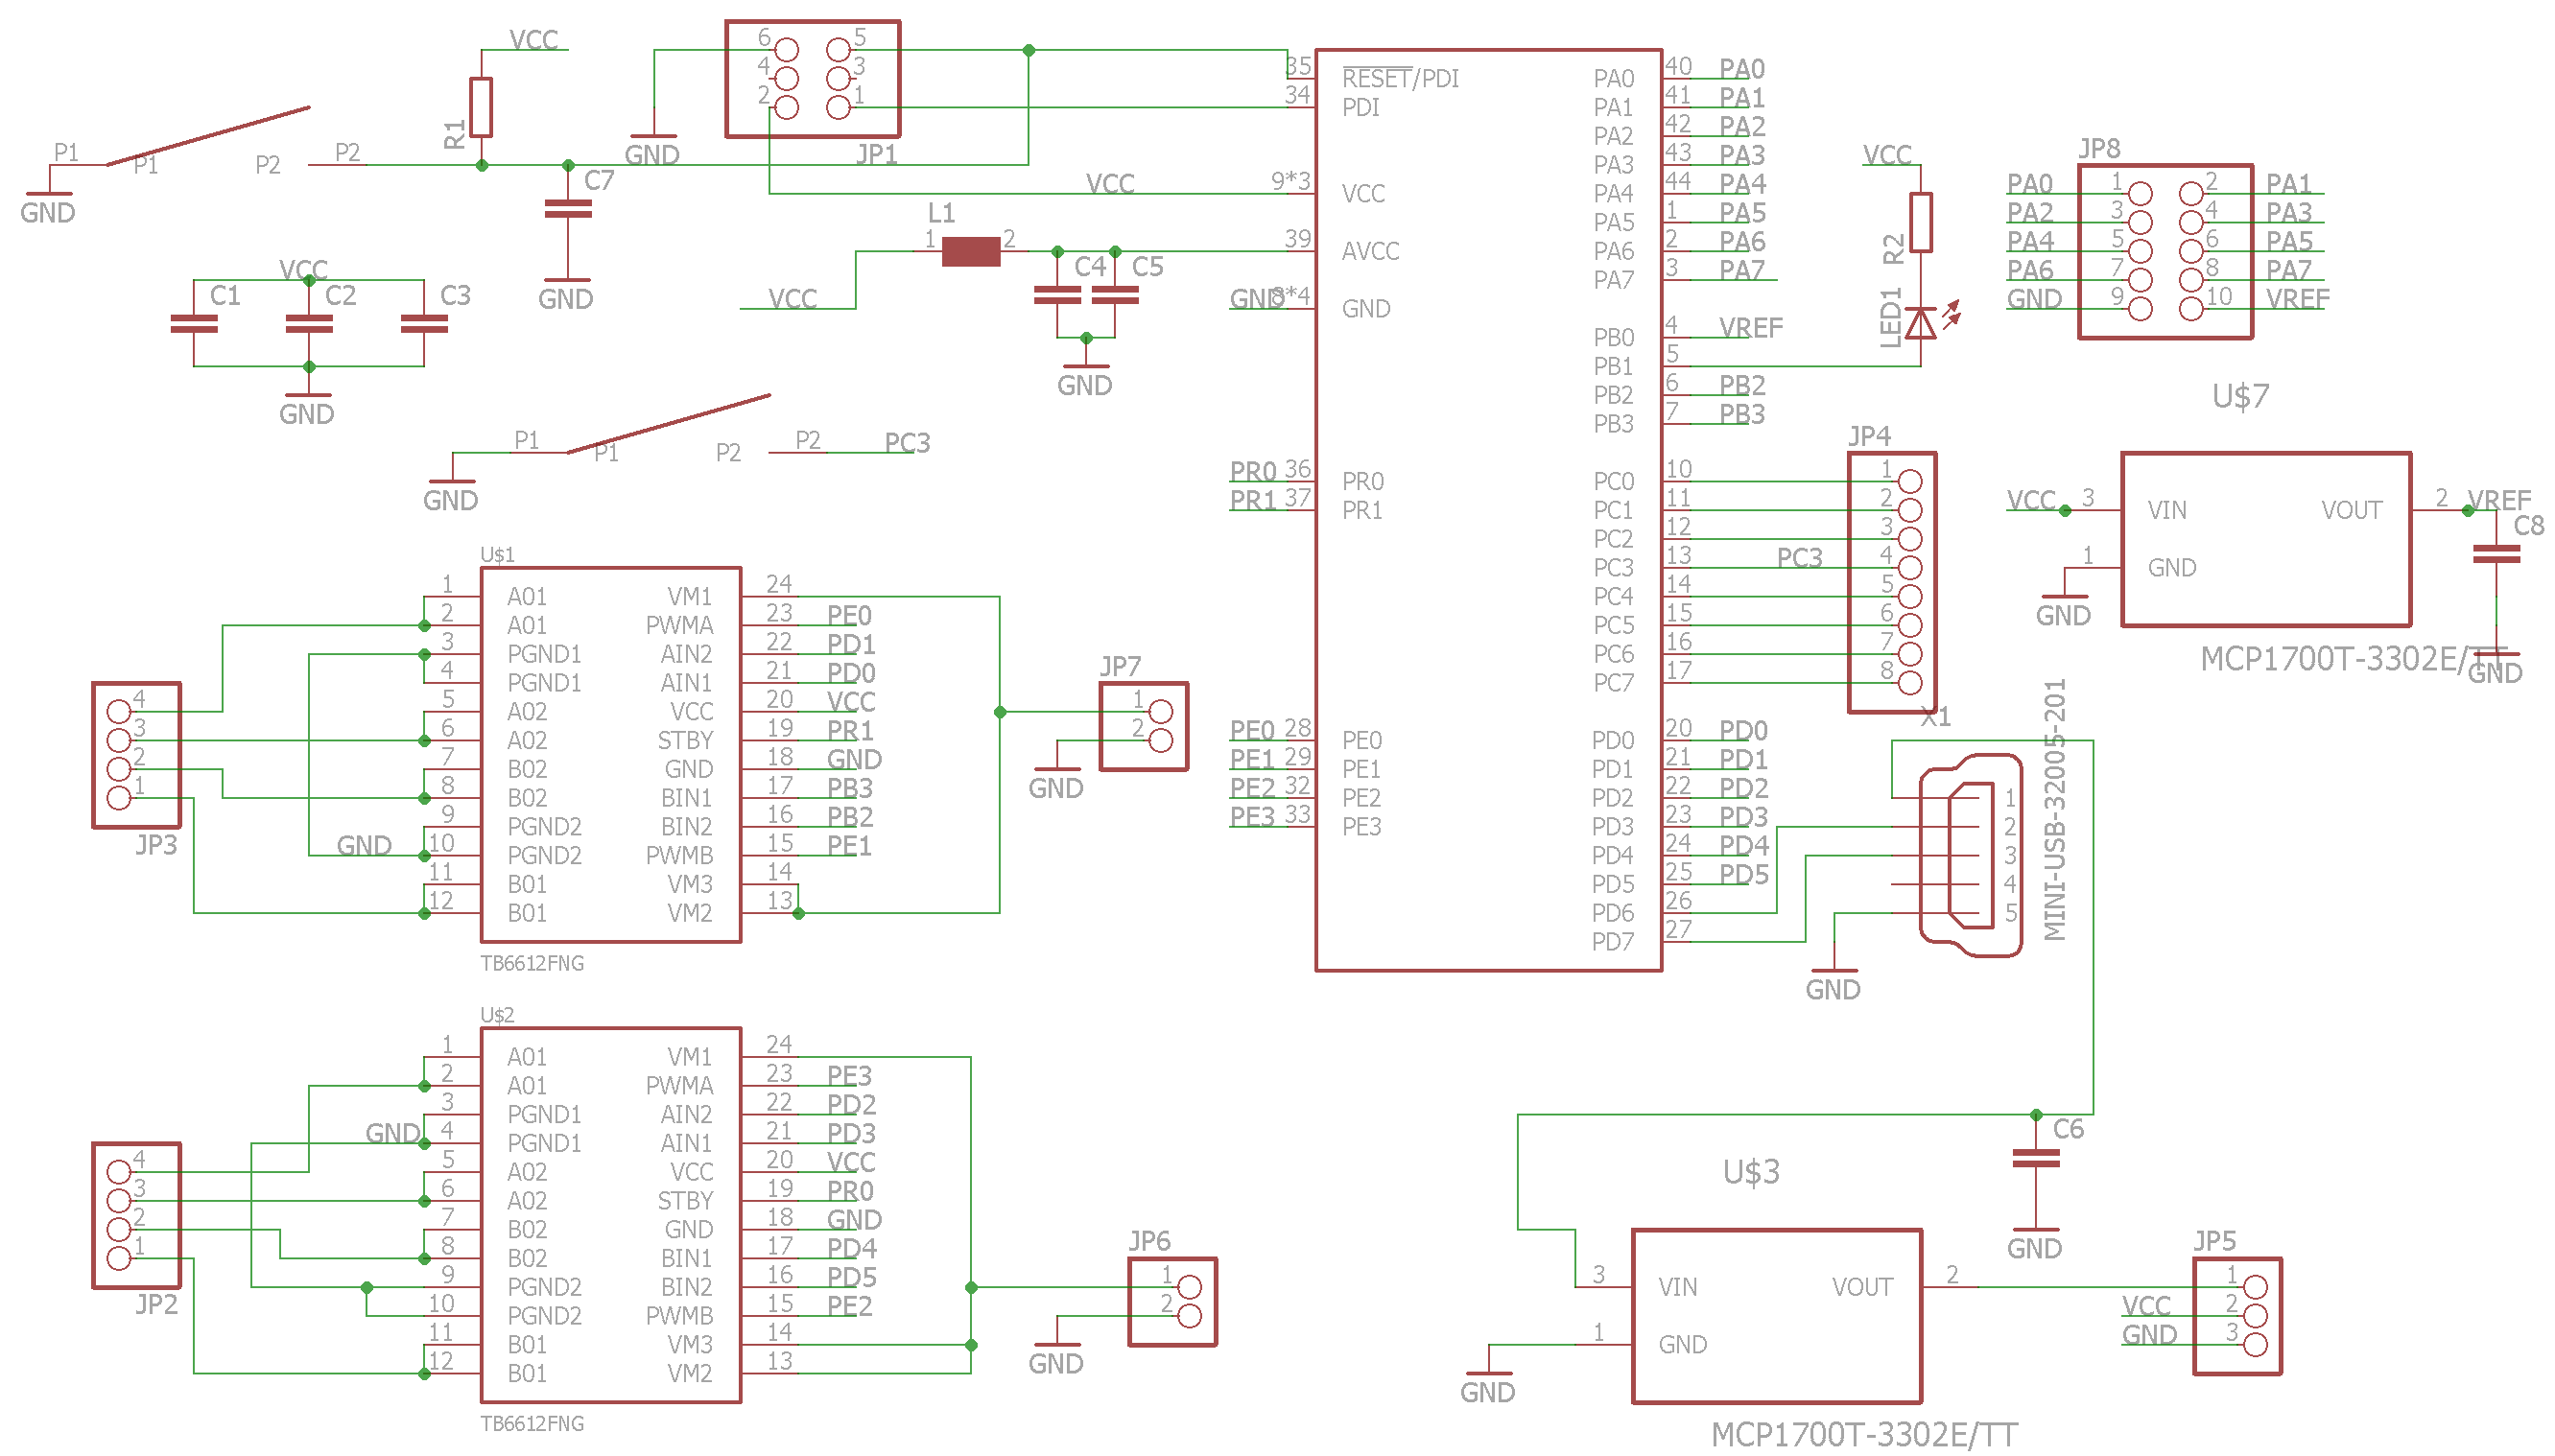 VCC
R1
P1
P1
P2
P2
GND
C7
GND
6
5
4
3
2
1
JP1
GND
VCC
L1
1
2
VCC
C4
C5
GND
VCC
C1
C2
C3
GND
P1
P1
P2
P2
PC3
GND
35
RESET/PDI
34
PDI
9*3
VCC
39
AVCC
GND
8*4
GND
PR0
36
PR0
PR1
37
PR1
PE0
28
PE0
PE1
29
PE1
PE2
32
PE2
PE3
33
PE3
PA0
40
PA0
PA1
41
PA1
PA2
42
PA2
PA3
43
PA3
PA4
44
PA4
PA5
1
PA5
PA6
2
PA6
PA7
3
PA7
PB0
4
VREF
PB1
5
PB2
6
PB2
PB3
7
PB3
PC0
10
PC1
11
PC2
12
PC3
13
PC3
PC4
14
PC5
15
PC6
16
PC7
17
PD0
20
PD0
PD1
21
PD1
PD2
22
PD2
PD3
23
PD3
PD4
24
PD4
PD5
25
PD5
PD6
26
PD7
27
VCC
R2
LED1
JP8
PA0
1
2
PA1
PA2
3
4
PA3
PA4
5
6
PA5
PA6
7
8
PA7
GND
9
10
VREF
JP4
1
2
3
4
5
6
7
8
U$7
VCC
3
VIN
VOUT
2
VREF
1
GND
GND
C8
GND
MCP1700T-3302E/TT
X1
MINI-USB-32005-201
1
2
3
4
5
GND
U$1
1
A01
VM1
24
2
A01
PWMA
23
PE0
3
PGND1
AIN2
22
PD1
4
PGND1
AIN1
21
PD0
5
A02
VCC
20
VCC
6
A02
STBY
19
PR1
7
B02
GND
18
GND
8
B02
BIN1
17
PB3
9
PGND2
BIN2
16
PB2
GND
10
PGND2
PWMB
15
PE1
11
B01
VM3
14
12
B01
VM2
13
TB6612FNG
4
3
2
1
JP3
JP7
1
2
GND
U$2
1
A01
VM1
24
2
A01
PWMA
23
PE3
3
PGND1
AIN2
22
PD2
GND
4
PGND1
AIN1
21
PD3
5
A02
VCC
20
VCC
6
A02
STBY
19
PR0
7
B02
GND
18
GND
8
B02
BIN1
17
PD4
9
PGND2
BIN2
16
PD5
10
PGND2
PWMB
15
PE2
11
B01
VM3
14
12
B01
VM2
13
TB6612FNG
4
3
2
1
JP2
JP6
1
2
GND
C6
GND
U$3
3
VIN
VOUT
2
1
GND
GND
MCP1700T-3302E/TT
JP5
1
VCC
2
GND
3